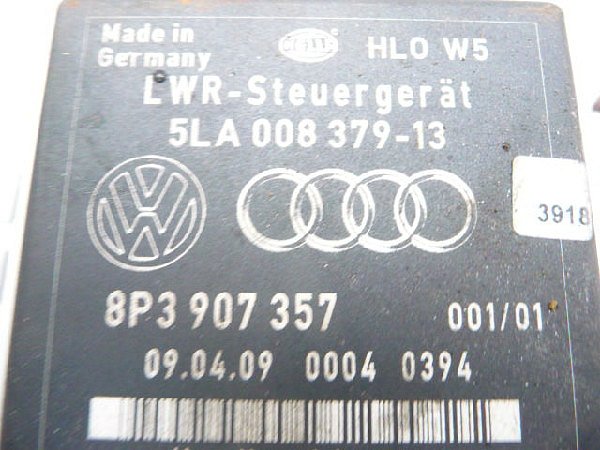 Made in
Germany
HELLA HLO W5
LWR-Steuergerät
5LA 008 379-13
3918
8P3 907 357 001/01
09.04.09 0004 0394